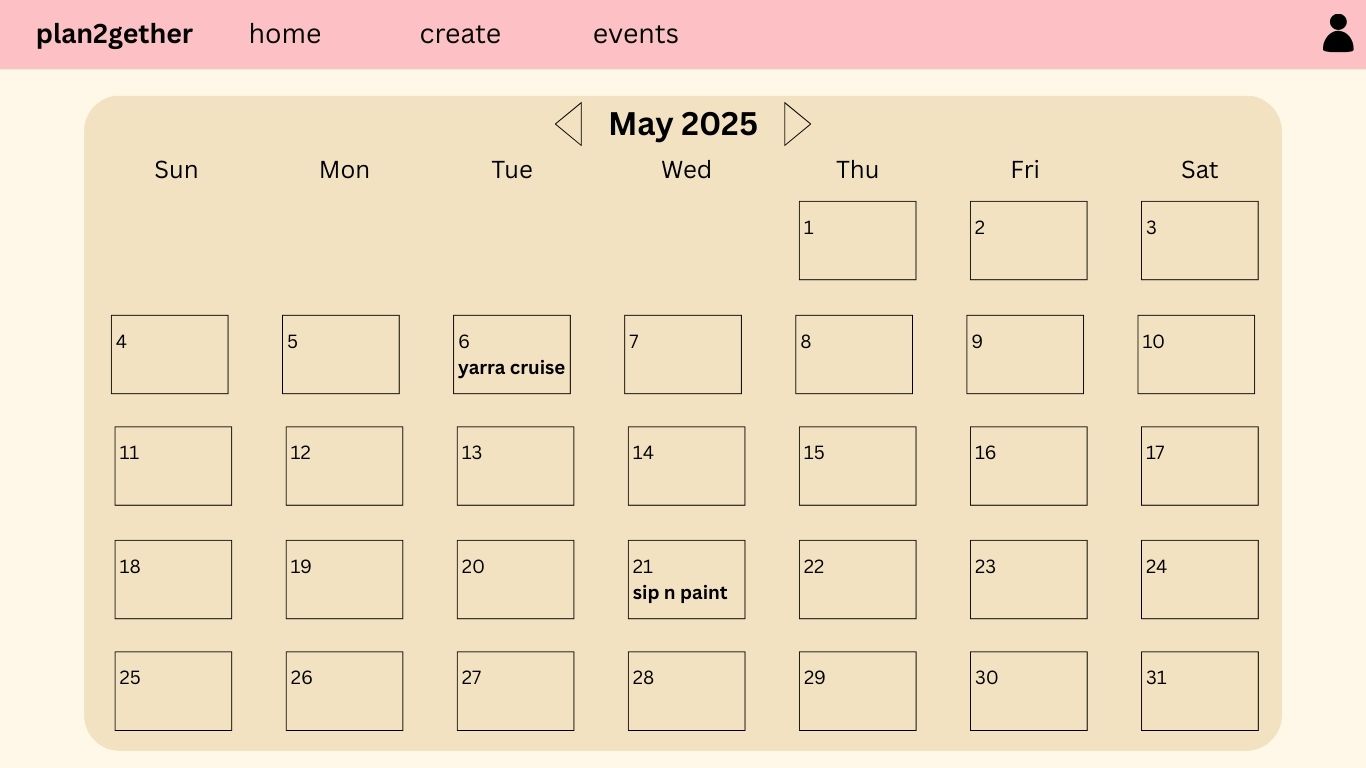 plan2gether home create events
May 2025
Sun Mon Tue Wed Thu Fri Sat
1 2 3
4 5 6 7 8 9 10
yarra cruise
11 12 13 14 15 16 17
18 19 20 21 22 23 24
sip n paint
25 26 27 28 29 30 31